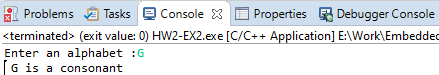 Problems Tasks Console Properties Debugger Console
<terminated> (exit value: 0) HW2-EX2.exe [C/C++ Application] E:\Work\Embedded
Enter an alphabet :G
G is a consonant